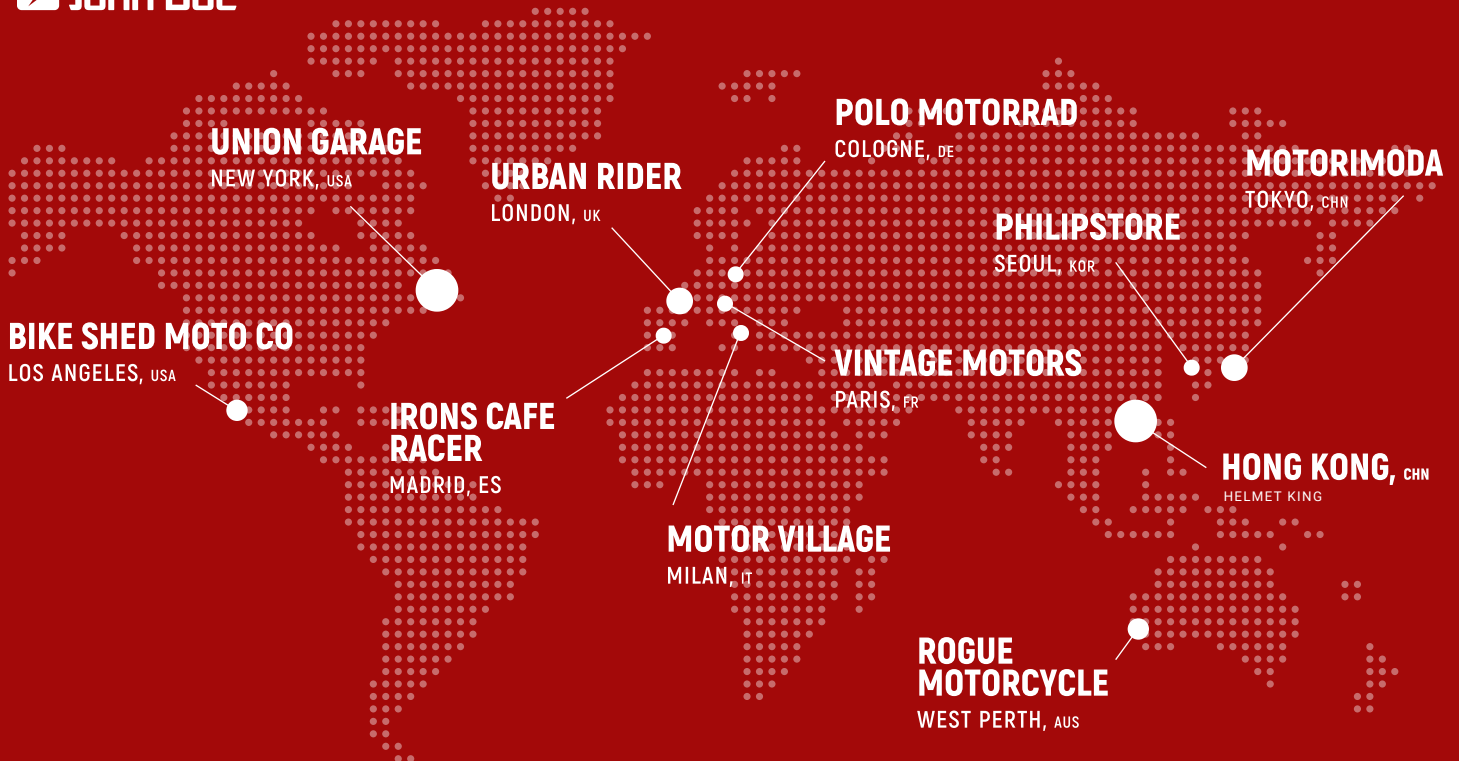 John Doe
POLO MOTORRAD
COLOGNE, DE
UNION GARAGE
NEW YORK, USA
URBAN RIDER
LONDON, UK
MOTORIMODA
TOKYO, CHN
PHILIPSTORE
SEOUL, KOR
BIKE SHED MOTO CO
LOS ANGELES, USA
VINTAGE MOTORS
PARIS, FR
IRONS CAFE
RACER
MADRID, ES
HONG KONG, CHN
HELMET KING
MOTOR VILLAGE
MILAN, IT
ROGUE
MOTORCYCLE
WEST PERTH, AUS